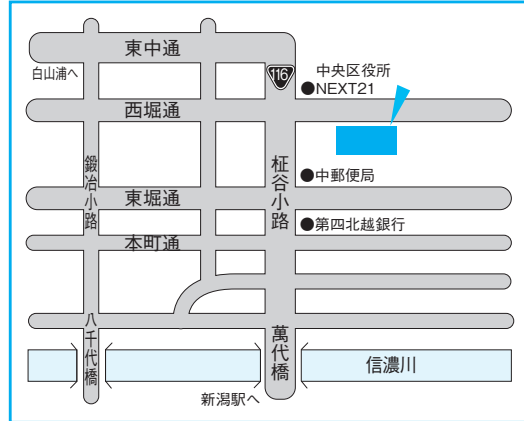 東中通
白山浦へ
116
中央区役所
●NEXT21
西堀通
鍛冶小路
柾谷小路
●中郵便局
東堀通
●第四北越銀行
本町通
八千代橋
萬代橋
信濃川
新潟駅へ